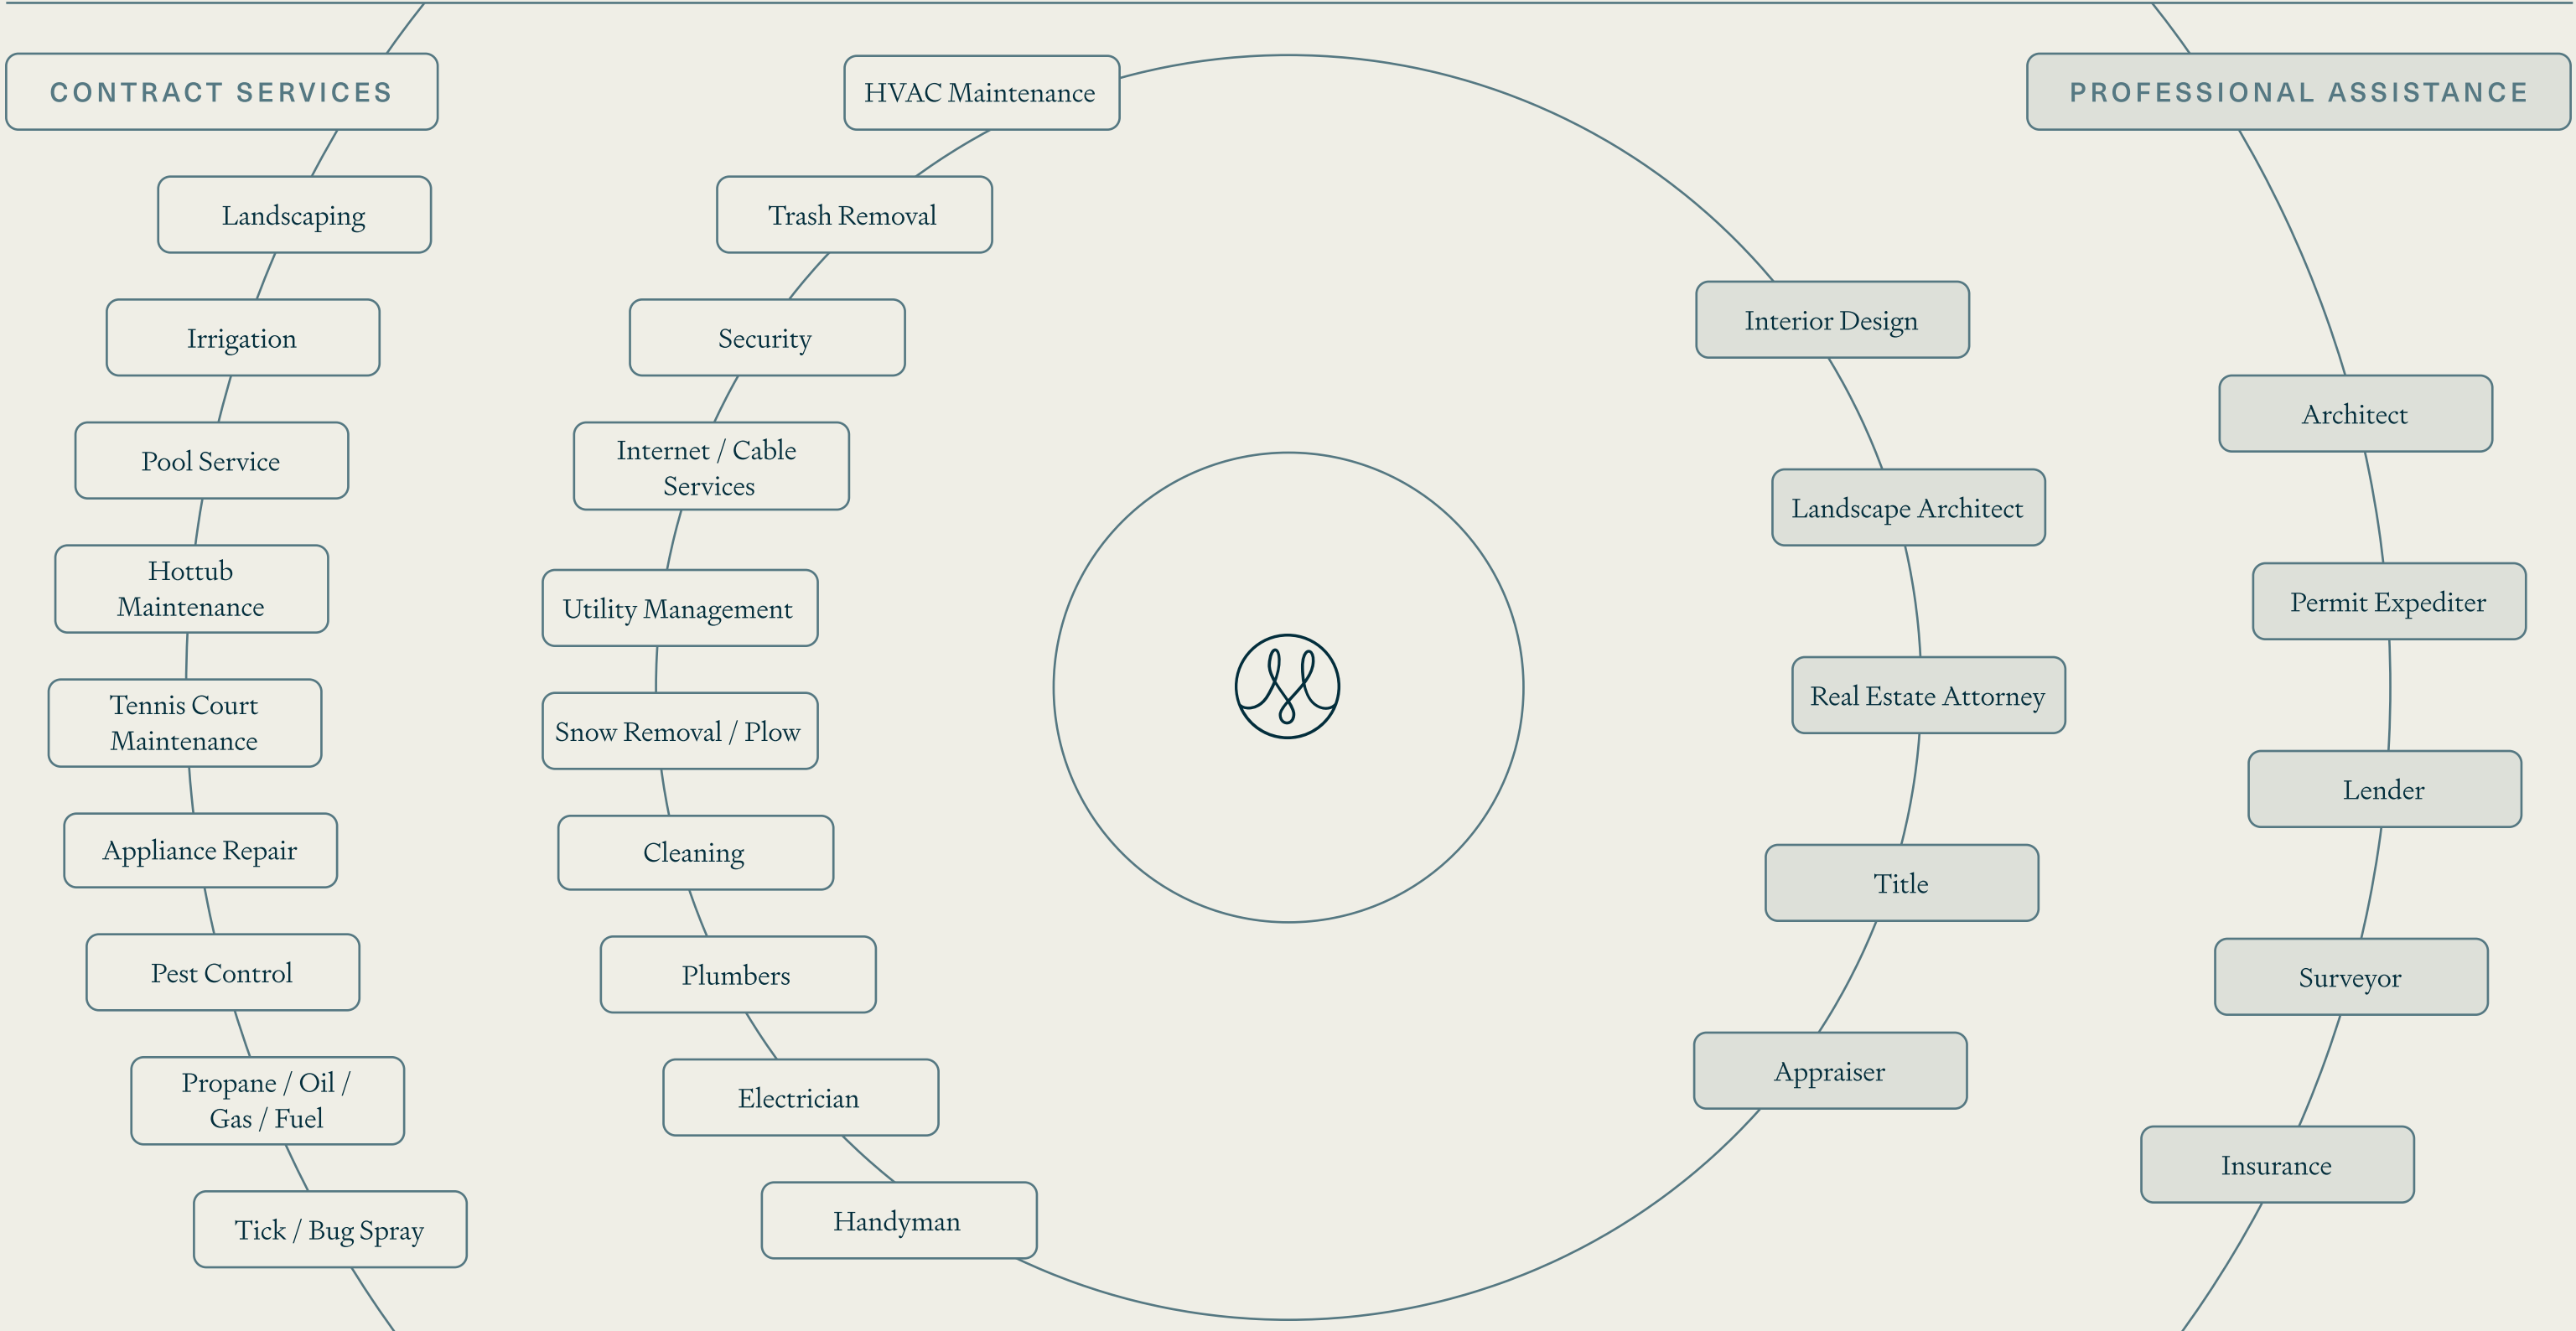 CONTRACT SERVICES
Landscaping
Irrigation
Pool Service
Hottub
Maintenance
Tennis Court
Maintenance
Appliance Repair
Pest Control
Propane / Oil /
Gas / Fuel
Tick / Bug Spray
HVAC Maintenance
Trash Removal
Security
Internet / Cable
Services
Utility Management
Snow Removal / Plow
Cleaning
Plumbers
Electrician
Handyman
Interior Design
Landscape Architect
Real Estate Attorney
Title
Appraiser
PROFESSIONAL ASSISTANCE
Architect
Permit Expediter
Lender
Surveyor
Insurance